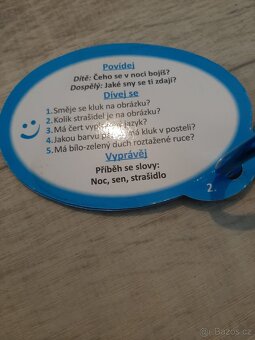 Povídej
Dítě: Čeho se v noci bojíš?
Dospělý: Jaké sny se ti zdají?
Dívej se
1. Směje se kluk na obrázku?
2. Kolik strašidel je na obrázku?
3. Má čert vyp jazyk?
4. Jakou barvu má kluk v posteli?
5. Má bílo-zelený duch roztažené ruce?
Vyprávěj
Příběh se slovy:
Noc, sen, strašidlo
2.